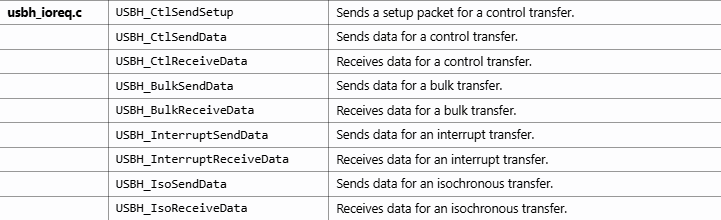 usbh_ioreq.c USBH_CtlSendSetup Sends a setup packet for a control transfer.
USBH_CtlSendData Sends data for a control transfer.
USBH_CtlReceiveData Receives data for a control transfer.
USBH_BulkSendData Sends data for a bulk transfer.
USBH_BulkReceiveData Receives data for a bulk transfer.
USBH_InterruptSendData Sends data for an interrupt transfer.
USBH_InterruptReceiveData Receives data for an interrupt transfer.
USBH_IsoSendData Sends data for an isochronous transfer.
USBH_IsoReceiveData Receives data for an isochronous transfer.